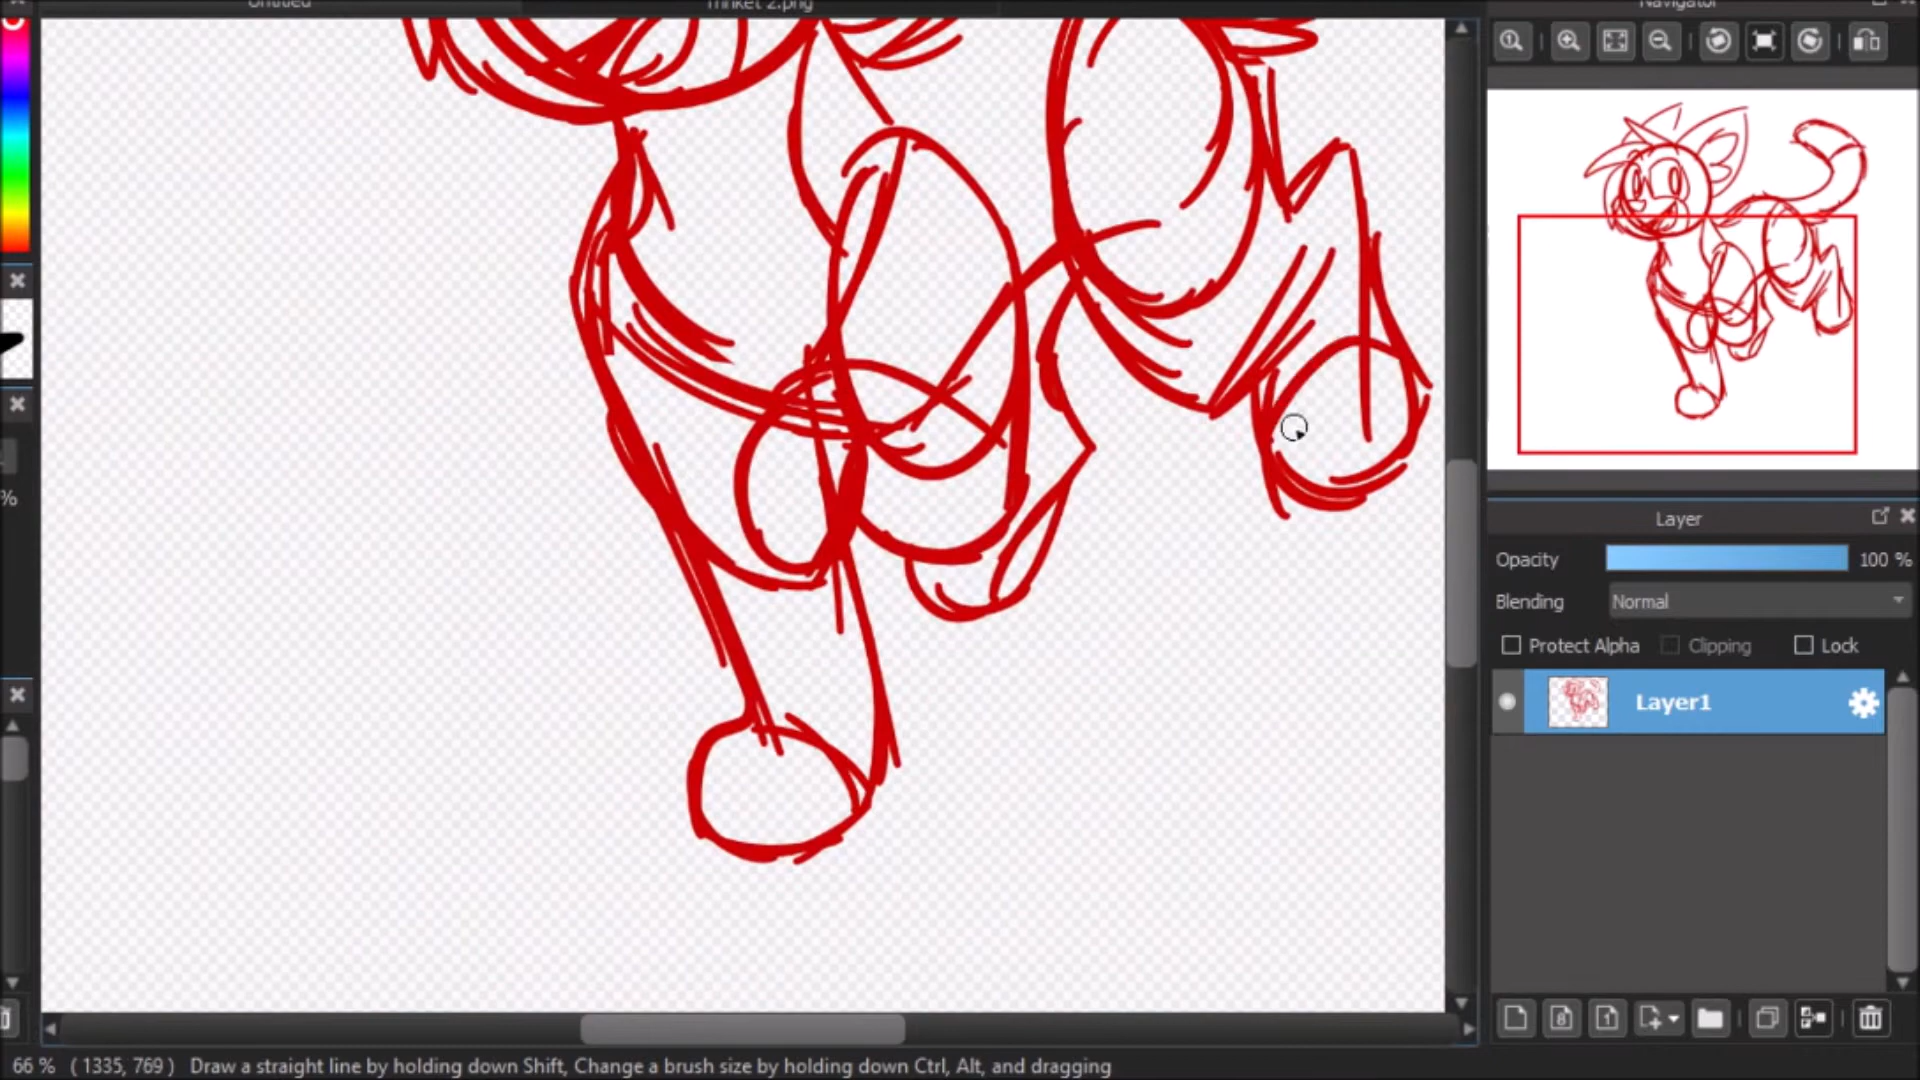 Untitled
Trinket 2.png
Navigator
Layer
Opacity
100 %
Blending
Normal
Protect Alpha
Clipping
Lock
Layer1
%
66 %
( 1335, 769 )
Draw a straight line by holding down Shift, Change a brush size by holding down Ctrl, Alt, and dragging